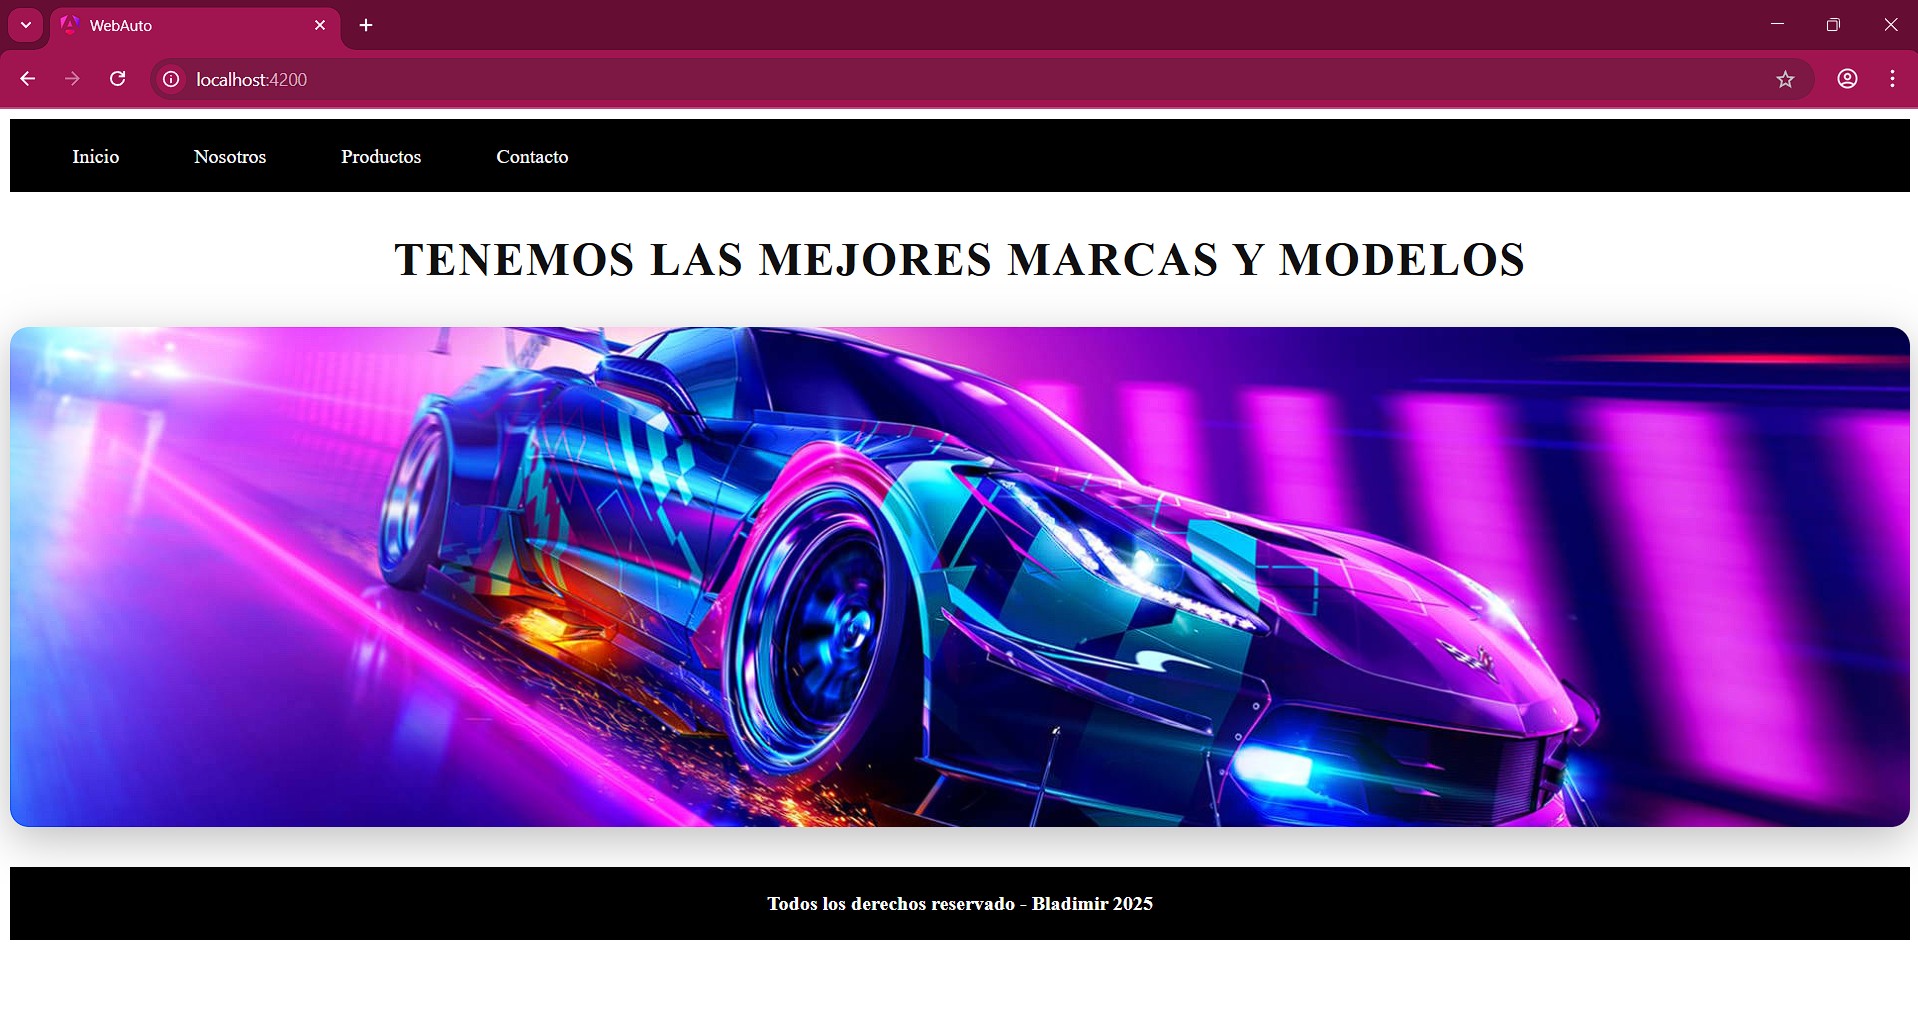 WebAuto
localhost:4200
Inicio Nosotros Productos Contacto
TENEMOS LAS MEJORES MARCAS Y MODELOS
Todos los derechos reservado - Bladimir 2025